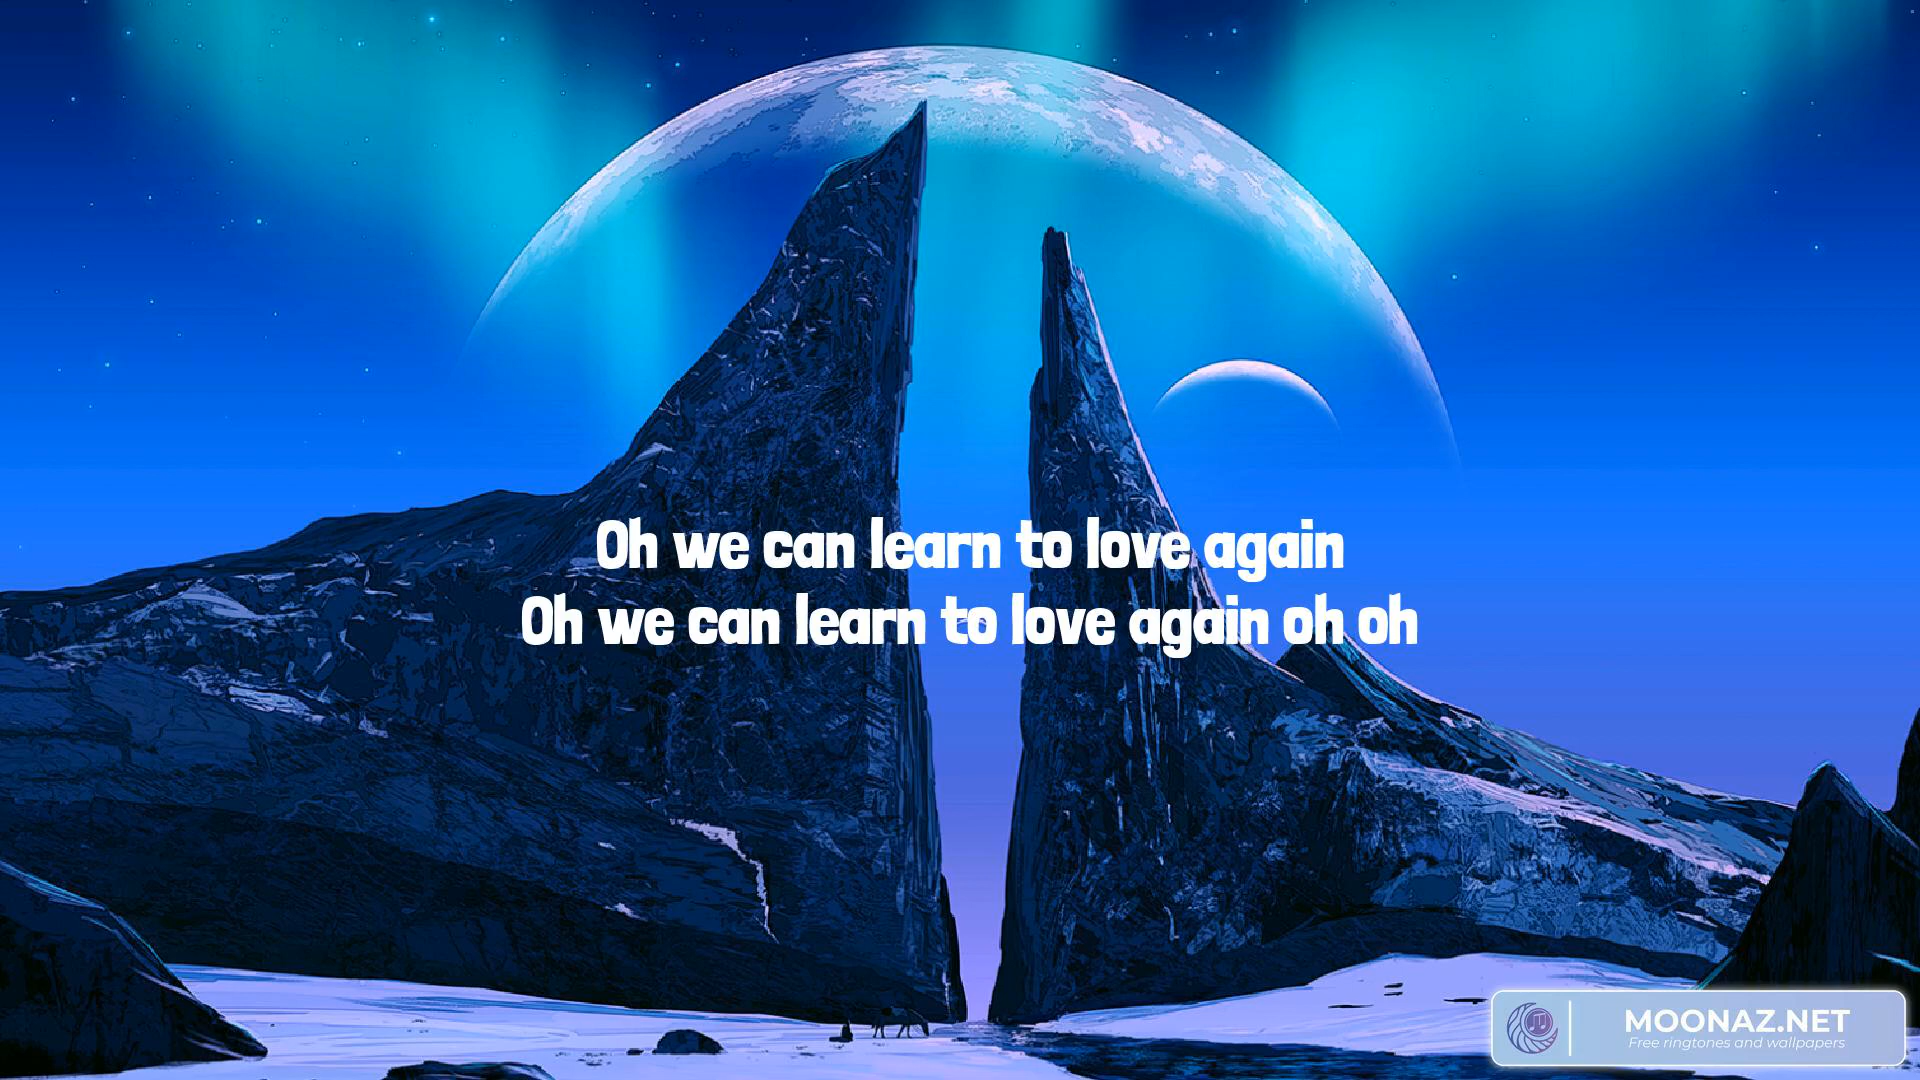 Oh we can learn to love again
Oh we can learn to love again oh oh
MOONAZ.NET
Free ringtones and wallpapers